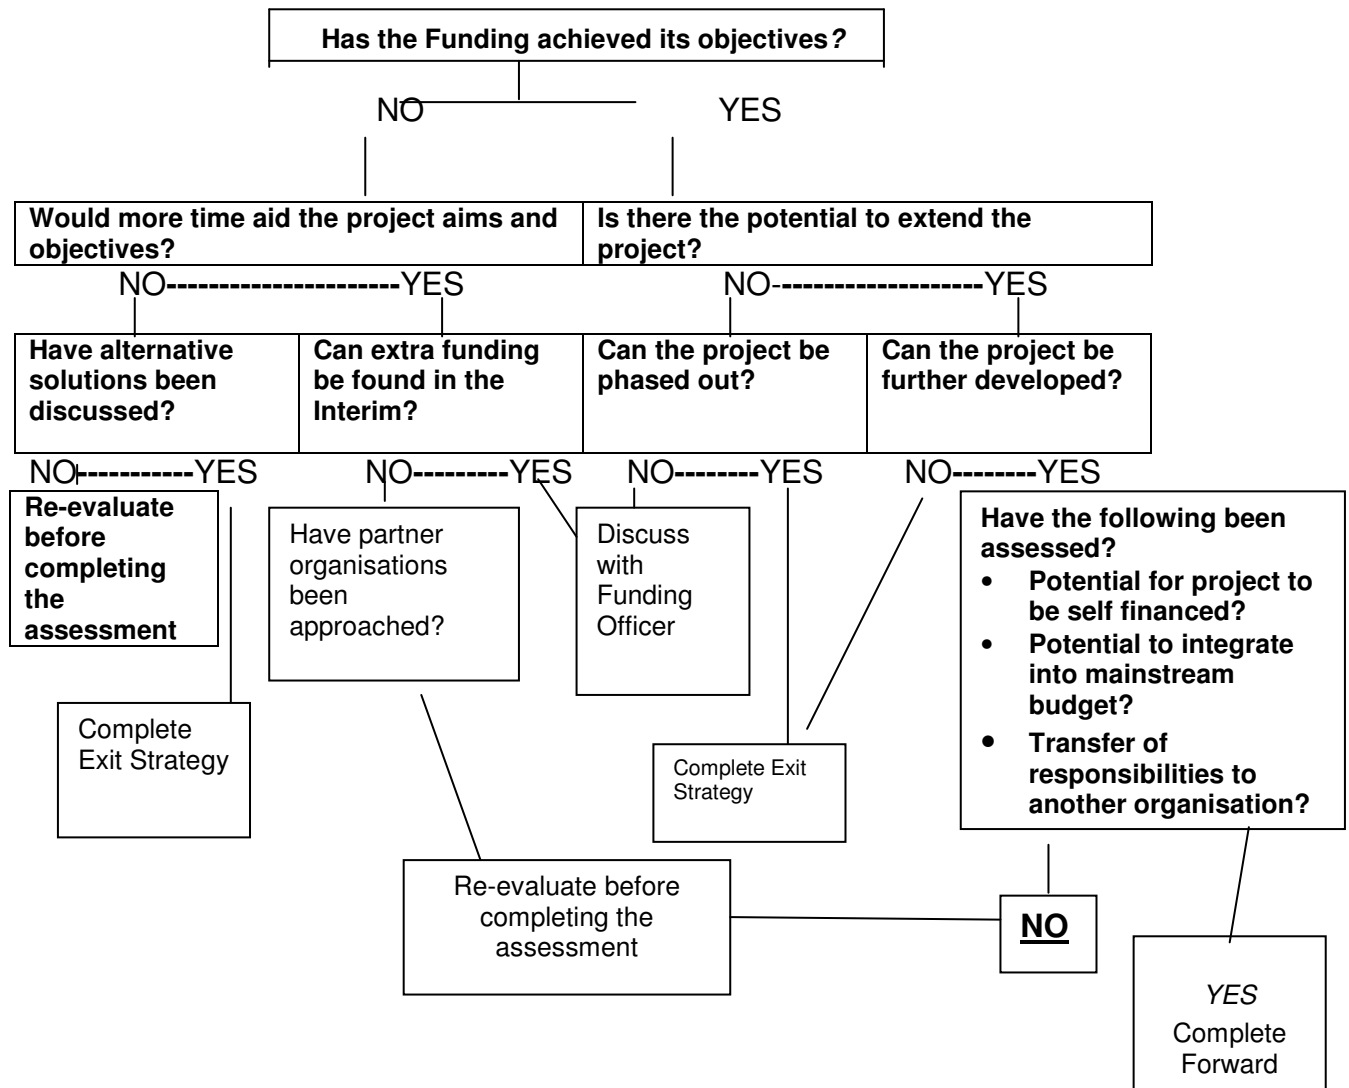 Has the Funding achieved its objectives?
NO YES
Would more time aid the project aims and
objectives?
Is there the potential to extend the
project?
NO----------------------YES
NO-------------------YES
Have alternative
solutions been
discussed?
Can extra funding
be found in the
Interim?
Can the project be
phased out?
Can the project be
further developed?
NO-----------YES
NO---------YES
NO--------YES
NO--------YES
Re-evaluate
before
completing
the
assessment
Have partner
organisations
been
approached?
Discuss
with
Funding
Officer
Have the following been
assessed?
• Potential for project to
be self financed?
• Potential to integrate
into mainstream
budget?
• Transfer of
responsibilities to
another organisation?
Complete
Exit Strategy
Complete Exit
Strategy
Re-evaluate before
completing the
assessment
NO
YES
Complete
Forward